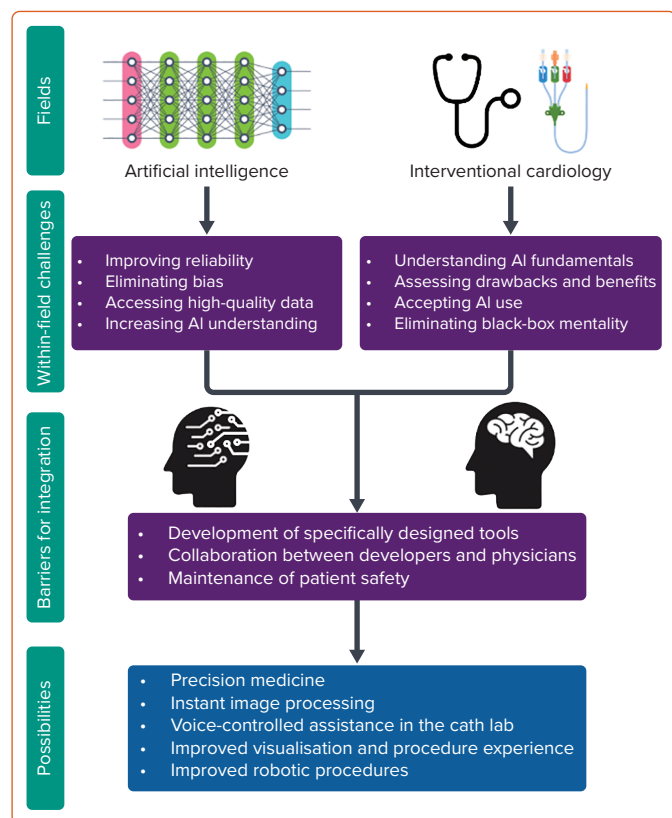 Fields
Artificial intelligence
Interventional cardiology
Within-field challenges
• Improving reliability
• Eliminating bias
• Accessing high-quality data
• Increasing AI understanding
• Understanding AI fundamentals
• Assessing drawbacks and benefits
• Accepting AI use
• Eliminating black-box mentality
Barriers for integration
• Development of specifically designed tools
• Collaboration between developers and physicians
• Maintenance of patient safety
Possibilities
• Precision medicine
• Instant image processing
• Voice-controlled assistance in the cath lab
• Improved visualisation and procedure experience
• Improved robotic procedures